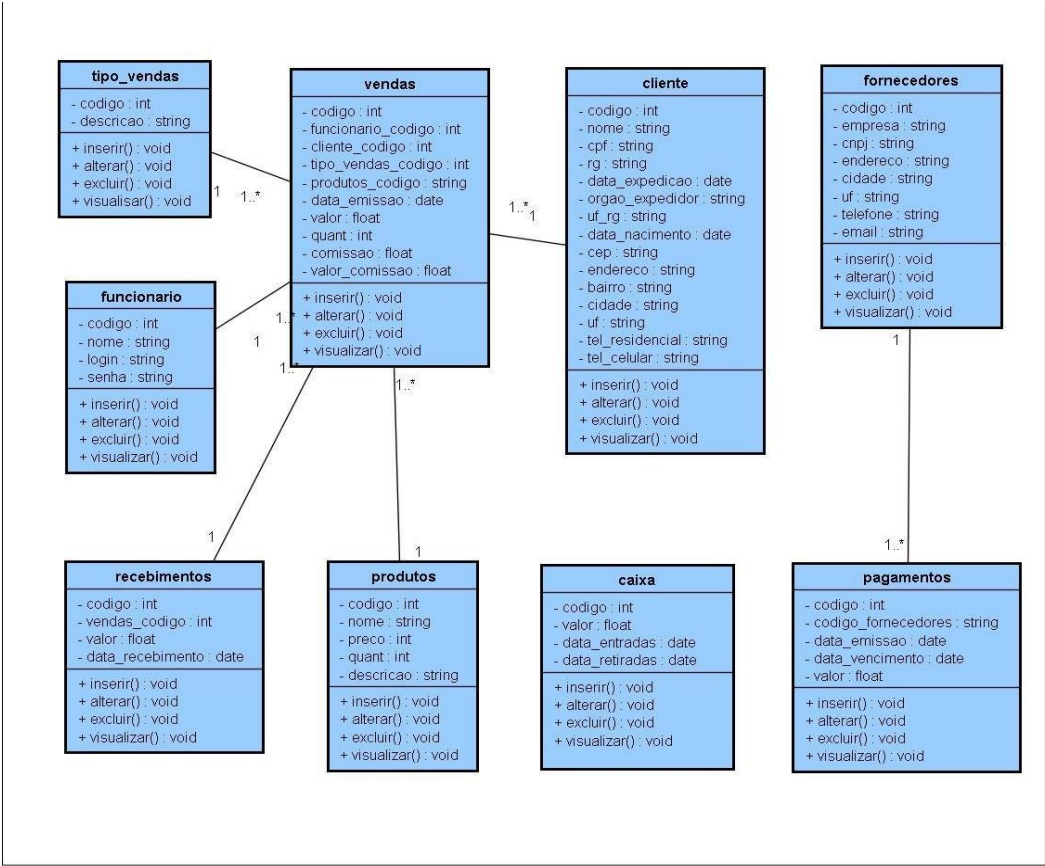 tipo_vendas
- codigo : int
- descricao : string
+ inserir() : void
+ alterar() : void
+ excluir() : void
+ visualisar() : void
1
1..*
vendas
- codigo : int
- funcionario_codigo : int
- cliente_codigo : int
- tipo_vendas_codigo : int
- produtos_codigo : string
- data_emissao : date
- valor : float
- quant : int
- comissao : float
- valor_comissao : float
+ inserir() : void
+ alterar() : void
+ excluir() : void
+ visualizar() : void
1..*
1
cliente
- codigo : int
- nome : string
- cpf : string
- rg : string
- data_expedicao : date
- orgao_expedidor : string
- uf_rg : string
- data_nacimento : date
- cep : string
- endereco : string
- bairro : string
- cidade : string
- uf : string
- tel_residencial : string
- tel_celular : string
+ inserir() : void
+ alterar() : void
+ excluir() : void
+ visualizar() : void
fornecedores
- codigo : int
- empresa : string
- cnpj : string
- endereco : string
- cidade : string
- uf : string
- telefone : string
- email : string
+ inserir() : void
+ alterar() : void
+ excluir() : void
+ visualizar() : void
1
1..*
funcionario
- codigo : int
- nome : string
- login : string
- senha : string
+ inserir() : void
+ alterar() : void
+ excluir() : void
+ visualizar() : void
1..*
1
1..*
1..*
1
1
recebimentos
- codigo : int
- vendas_codigo : int
- valor : float
- data_recebimento : date
+ inserir() : void
+ alterar() : void
+ excluir() : void
+ visualizar() : void
produtos
- codigo : int
- nome : string
- preco : int
- quant : int
- descricao : string
+ inserir() : void
+ alterar() : void
+ excluir() : void
+ visualizar() : void
caixa
- codigo : int
- valor : float
- data_entradas : date
- data_retiradas : date
+ inserir() : void
+ alterar() : void
+ excluir() : void
+ visualizar() : void
pagamentos
- codigo : int
- codigo_fornecedores : string
- data_emissao : date
- data_vencimento : date
- valor : float
+ inserir() : void
+ alterar() : void
+ excluir() : void
+ visualizar() : void